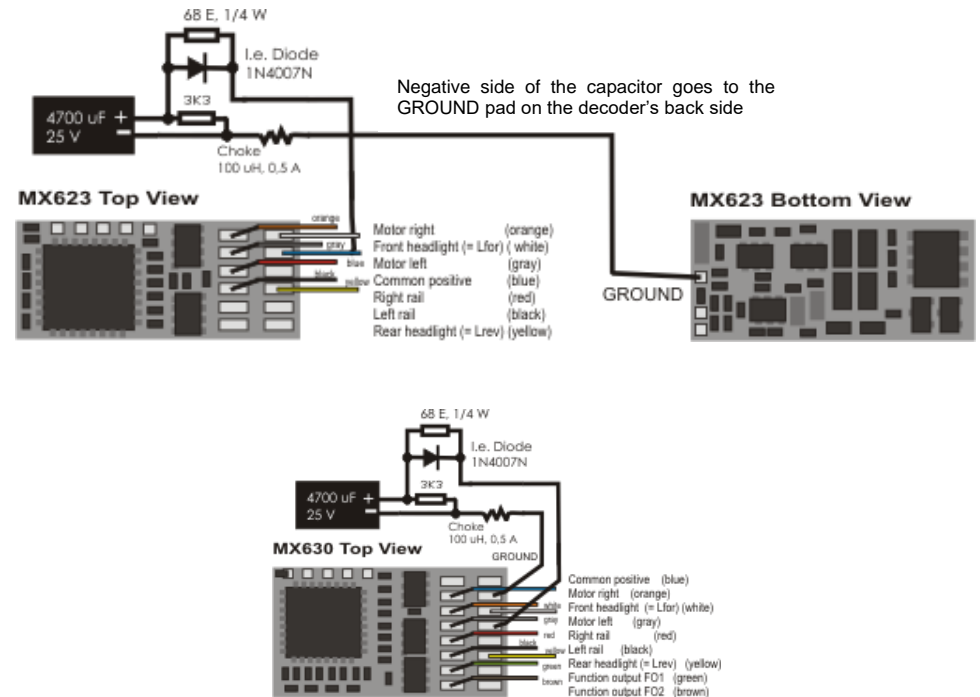 68 E, 1/4 W
I.e. Diode
1N4007N
3K3
4700 uF +
25 V −
Choke
100 uH, 0,5 A
Negative side of the capacitor goes to the
GROUND pad on the decoder's back side
MX623 Top View
MX623 Bottom View
orange
gray
blue
black
yellow
Motor right (orange)
Front headlight (= Lfor) ( white)
Motor left (gray)
Common positive (blue)
Right rail (red)
Left rail (black)
Rear headlight (= Lrev) (yellow)
GROUND
68 E, 1/4 W
I.e. Diode
1N4007N
3K3
4700 uF +
25 V −
Choke
100 uH, 0,5 A
GROUND
MX630 Top View
white
gray
red
black
yellow
green
brown
Common positive (blue)
Motor right (orange)
Front headlight (= Lfor) (white)
Motor left (gray)
Right rail (red)
Left rail (black)
Rear headlight (= Lrev) (yellow)
Function output FO1 (green)
Function output FO2 (brown)